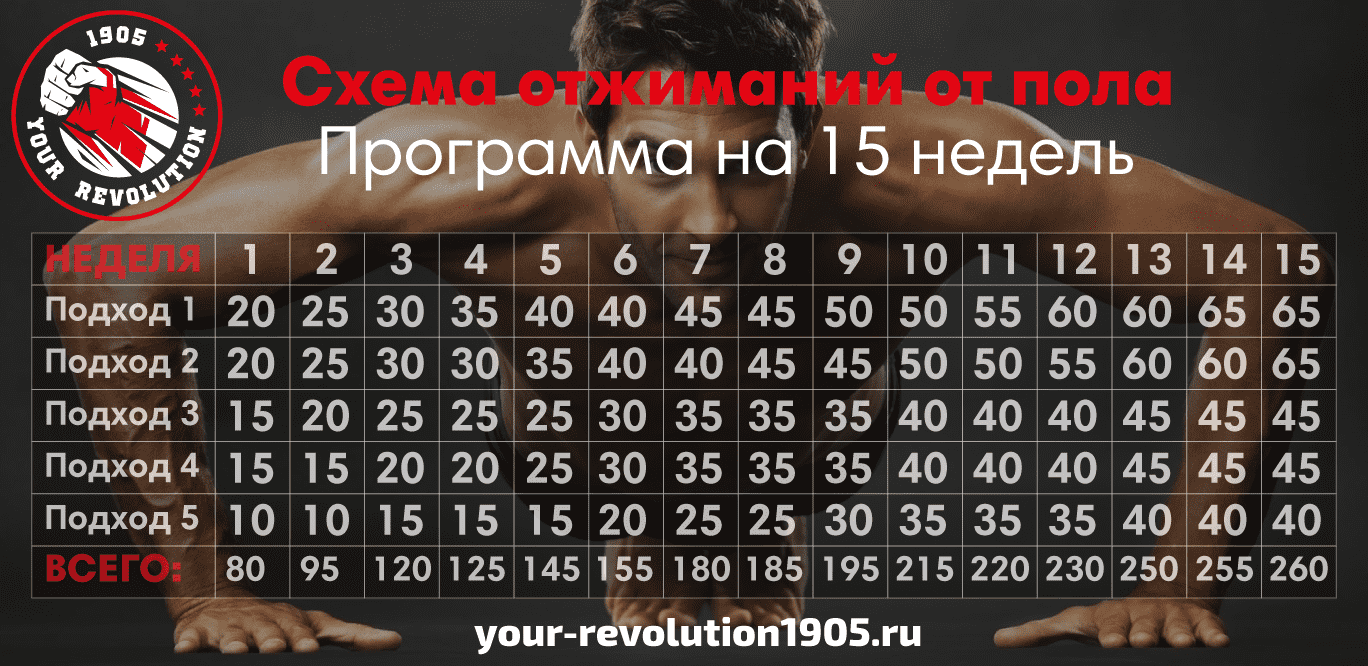 1905
YOUR REVOLUTION
Схема отжиманий от пола
Программа на 15 недель
НЕДЕЛЯ 1 2 3 4 5 6 7 8 9 10 11 12 13 14 15
Подход 1 20 25 30 35 40 40 45 45 50 50 55 60 60 65 65
Подход 2 20 25 30 30 35 40 40 45 45 50 50 55 60 60 65
Подход 3 15 20 25 25 25 30 35 35 35 40 40 40 45 45 45
Подход 4 15 15 20 20 25 30 35 35 35 40 40 40 45 45 45
Подход 5 10 10 15 15 15 20 25 25 30 35 35 35 40 40 40
ВСЕГО: 80 95 120 125 145 155 180 185 195 215 220 230 250 255 260
your-revolution1905.ru